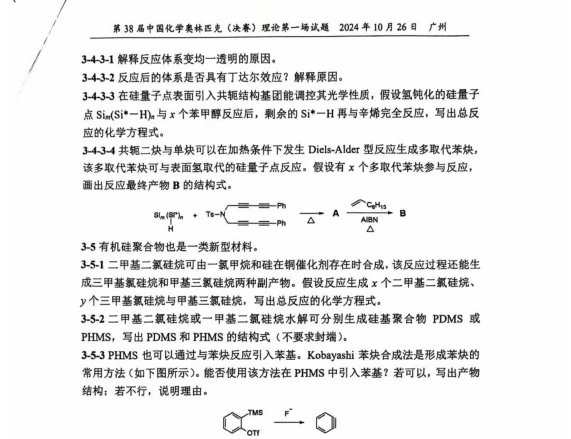 第 38 届中国化学奥林匹克（决赛）理论第一场试题 2024 年 10 月 26 日 广州
3-4-3-1 解释反应体系变均一透明的原因。
3-4-3-2 反应后的体系是否具有丁达尔效应？解释原因。
3-4-3-3 在硅量子点表面引入共轭结构基团能调控其光学性质，假设氢钝化的硅量子
点 Siₘ(Si*−H)ₙ 与 x 个苯甲醇反应后，剩余的 Si*−H 再与辛烯完全反应，写出总反
应的化学方程式。
3-4-3-4 共轭二炔与单炔可以在加热条件下发生 Diels-Alder 型反应生成多取代苯炔，
该多取代苯炔可与表面氢取代的硅量子点反应。假设有 x 个多取代苯炔参与反应，
画出反应最终产物 B 的结构式。
Siₘ(Si*)ₙ + Ts−N Ph A C₆H₁₃ B
H Ph △ AIBN
△
3-5 有机硅聚合物也是一类新型材料。
3-5-1 二甲基二氯硅烷可由一氯甲烷和硅在铜催化剂存在时合成，该反应过程还能生
成三甲基氯硅烷和甲基三氯硅烷两种副产物。假设反应生成 x 个二甲基二氯硅烷、
y 个三甲基氯硅烷与甲基三氯硅烷，写出总反应的化学方程式。
3-5-2 二甲基二氯硅烷或一甲基二氯硅烷水解可分别生成硅基聚合物 PDMS 或
PHMS，写出 PDMS 和 PHMS 的结构式（不要求封端）。
3-5-3 PHMS 也可以通过与苯炔反应引入苯基。Kobayashi 苯炔合成法是形成苯炔的
常用方法（如下图所示）。能否使用该方法在 PHMS 中引入苯基？若可以，写出产物
结构；若不行，说明理由。
TMS F⁻
OTf